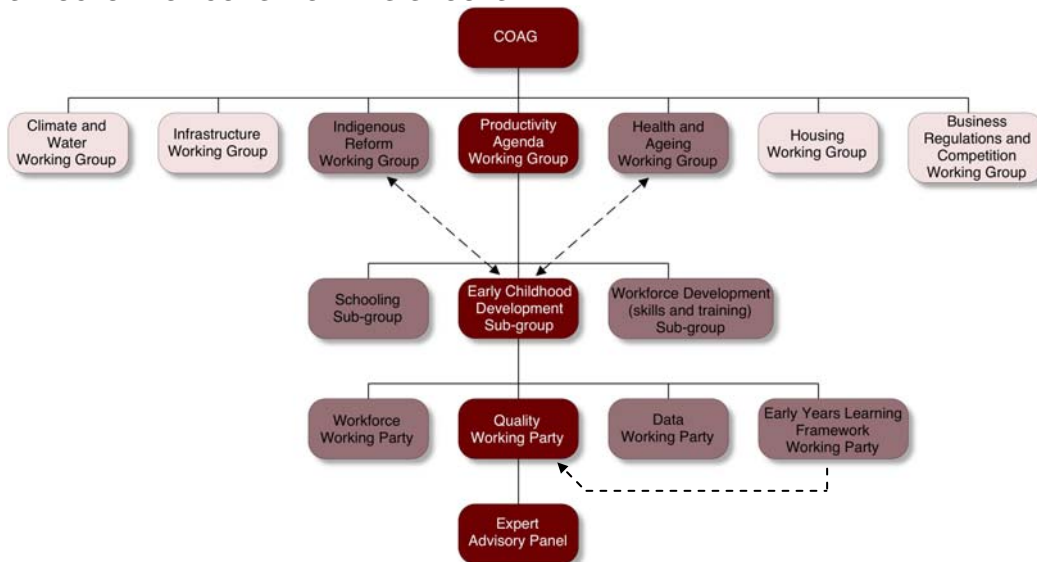 COAG
Climate and
Water
Working Group
Infrastructure
Working Group
Indigenous
Reform
Working Group
Productivity
Agenda
Working Group
Health and
Ageing
Working Group
Housing
Working Group
Business
Regulations and
Competition
Working Group
Schooling
Sub-group
Early Childhood
Development
Sub-group
Workforce Development
(skills and training)
Sub-group
Workforce
Working Party
Quality
Working Party
Data
Working Party
Early Years Learning
Framework
Working Party
Expert
Advisory Panel